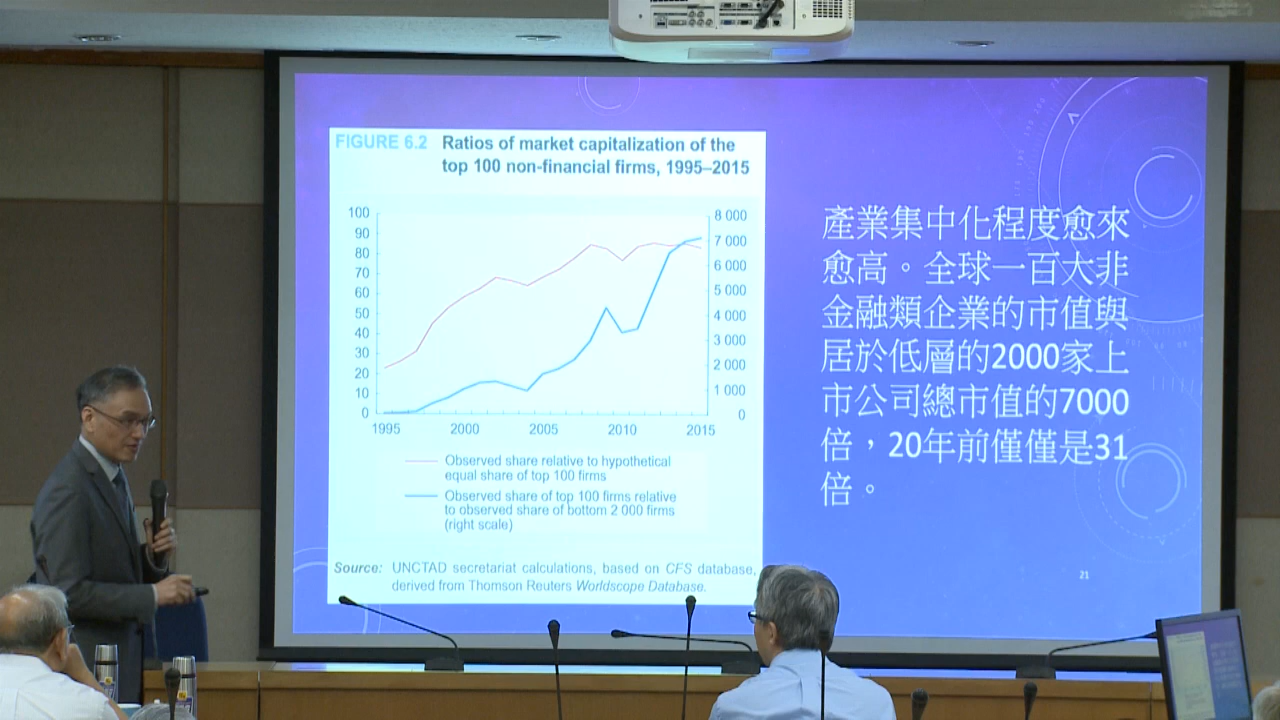 FIGURE 6.2 Ratios of market capitalization of the
top 100 non-financial firms, 1995–2015
100
90
80
70
60
50
40
30
20
10
0
8 000
7 000
6 000
5 000
4 000
3 000
2 000
1 000
0
1995 2000 2005 2010 2015
Observed share relative to hypothetical
equal share of top 100 firms
Observed share of top 100 firms relative
to observed share of bottom 2 000 firms
(right scale)
Source: UNCTAD secretariat calculations, based on CFS database,
derived from Thomson Reuters Worldscope Database.
產業集中化程度愈來
愈高。全球一百大非
金融類企業的市值與
居於低層的2000家上
市公司總市值的7000
倍，20年前僅僅是31
倍。
21